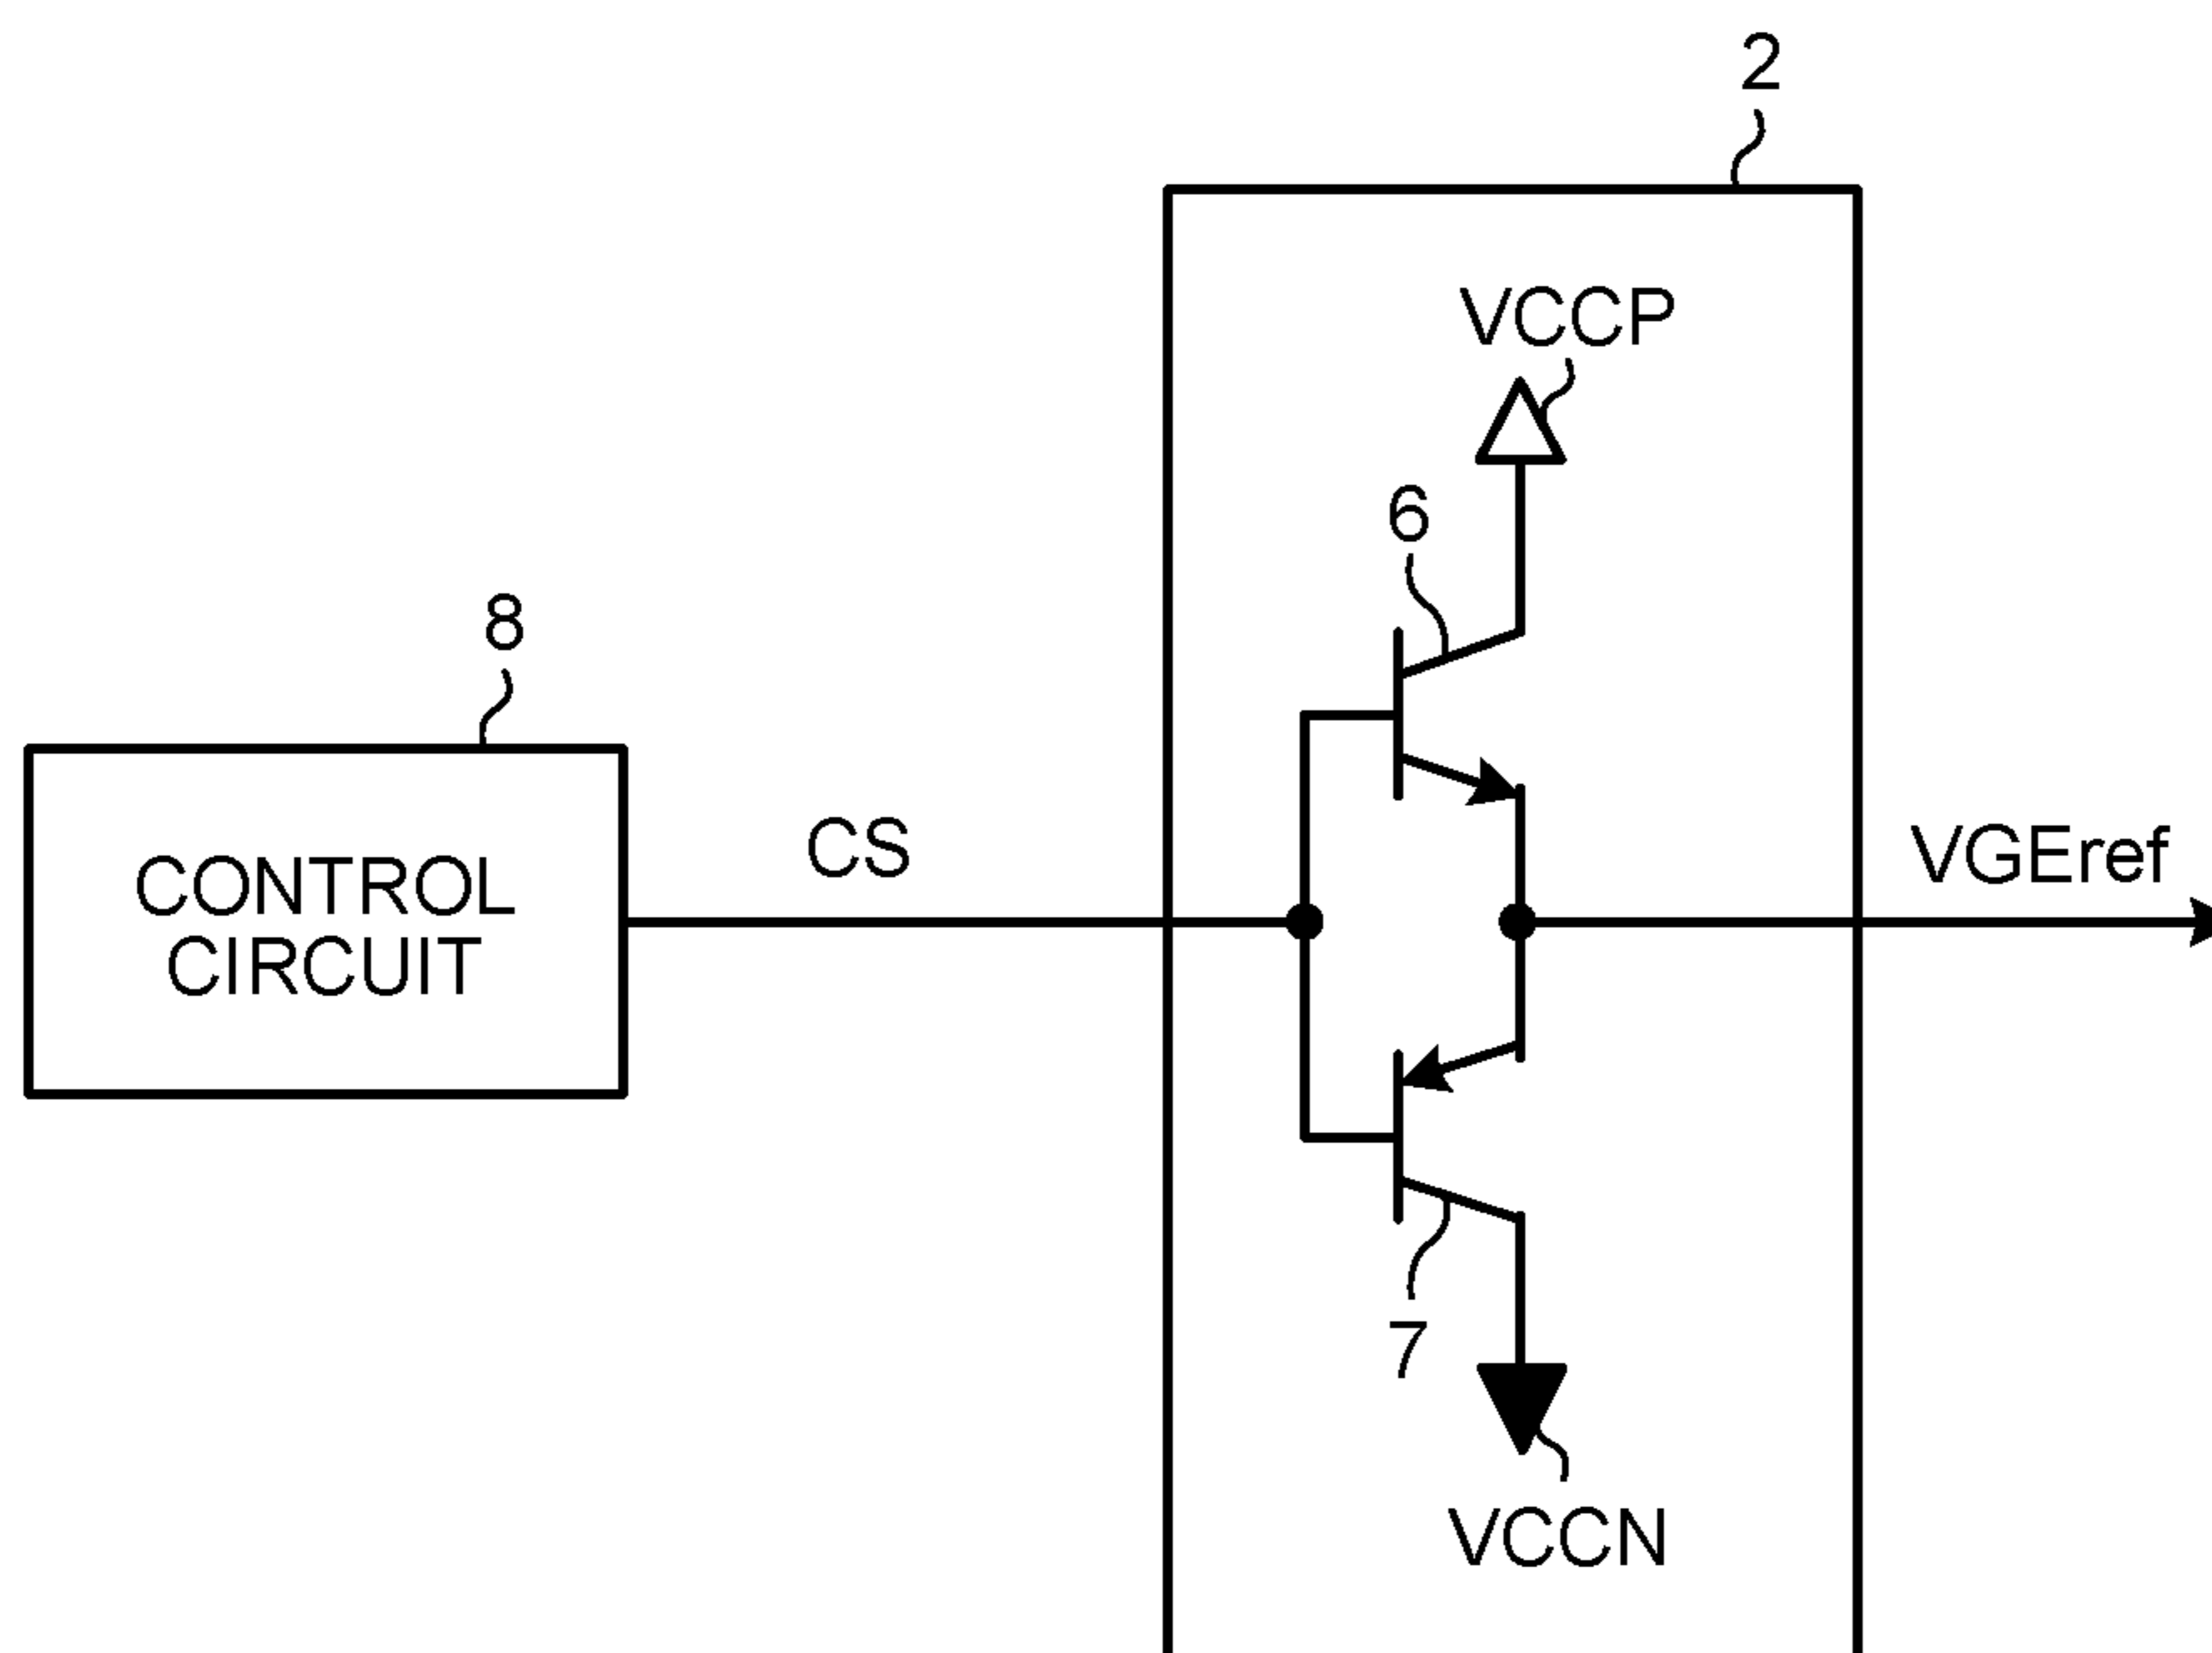 2
VCCP
6
8
CONTROL
CIRCUIT
CS
VGEref
7
VCCN